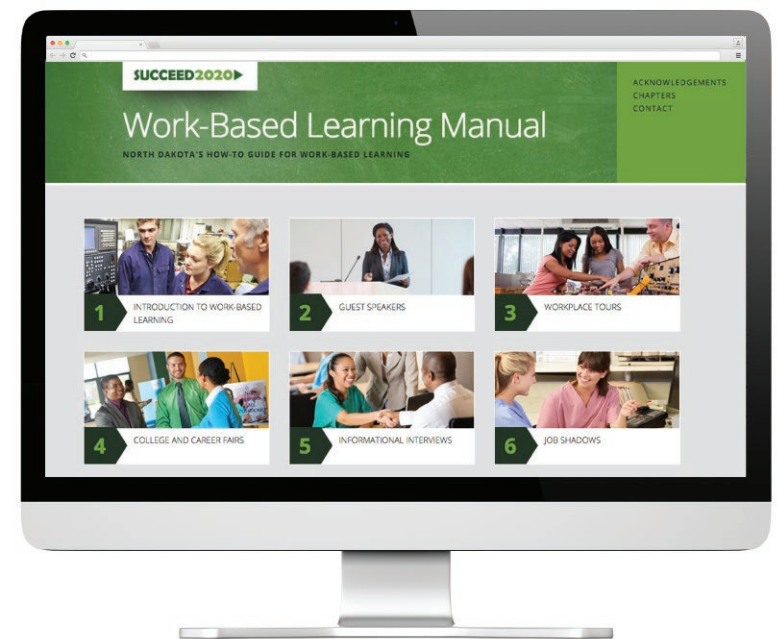 SUCCEED2020
ACKNOWLEDGEMENTS
CHAPTERS
CONTACT
Work-Based Learning Manual
NORTH DAKOTA'S HOW-TO GUIDE FOR WORK-BASED LEARNING
1
INTRODUCTION TO WORK-BASED
LEARNING
2
GUEST SPEAKERS
3
WORKPLACE TOURS
4
COLLEGE AND CAREER FAIRS
5
INFORMATIONAL INTERVIEWS
6
JOB SHADOWS